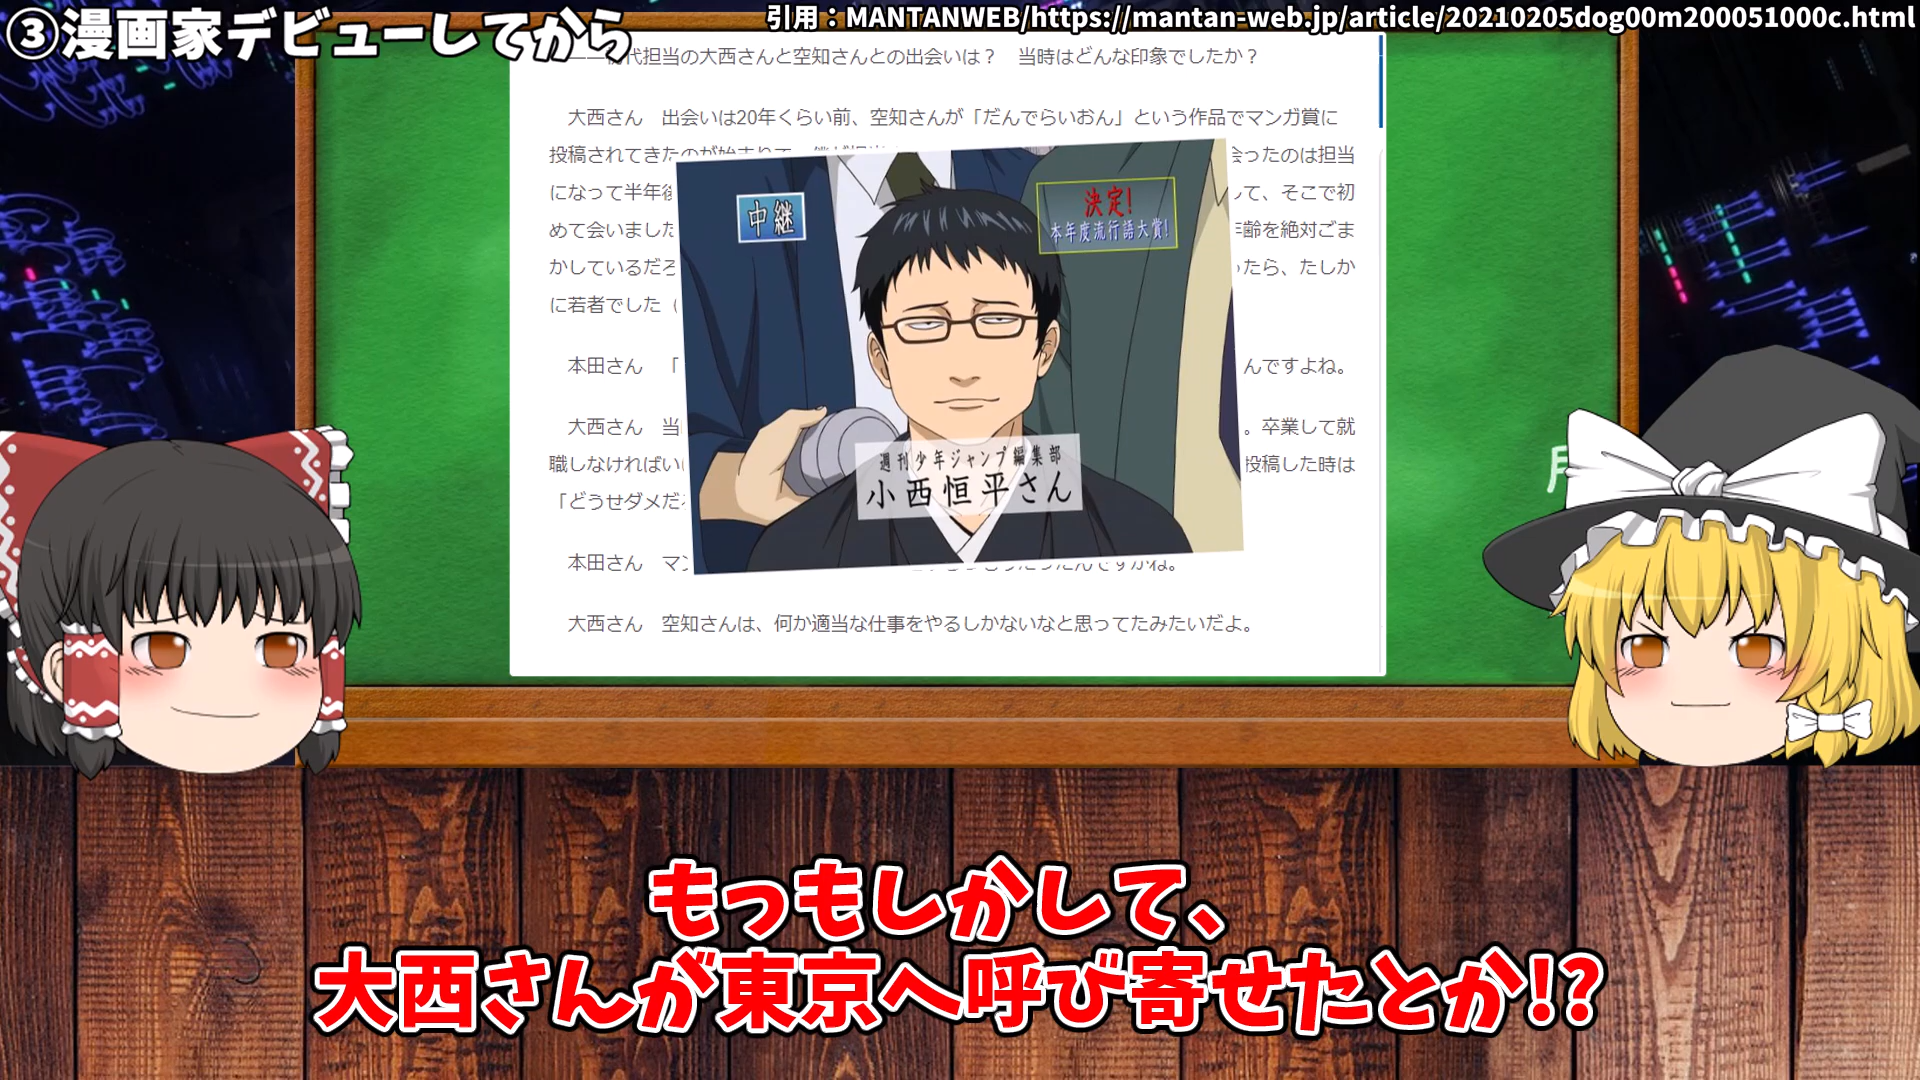 ③漫画家デビューしてから
引用：MANTANWEB/https://mantan-web.jp/article/20210205dog00m200051000c.html
代担当の大西さんと空知さんとの出会いは？　当時はどんな印象でしたか？
大西さん　出会いは20年くらい前、空知さんが「だんでらいおん」という作品でマンガ賞に
投稿されてきたのが始まりで、
会ったのは担当
になって半年後
して、そこで初
めて会いました
年齢を絶対ごま
かしているだろ
ったら、たしか
に若者でした（
本田さん　「
んですよね。
大西さん　当
。卒業して就
職しなければい
投稿した時は
「どうせダメだ
本田さん　マン
大西さん　空知さんは、何か適当な仕事をやるしかないなと思ってたみたいだよ。
中継
決定!
本年度流行語大賞!
週刊少年ジャンプ編集部
小西恒平さん
もっもしかして、
大西さんが東京へ呼び寄せたとか!?